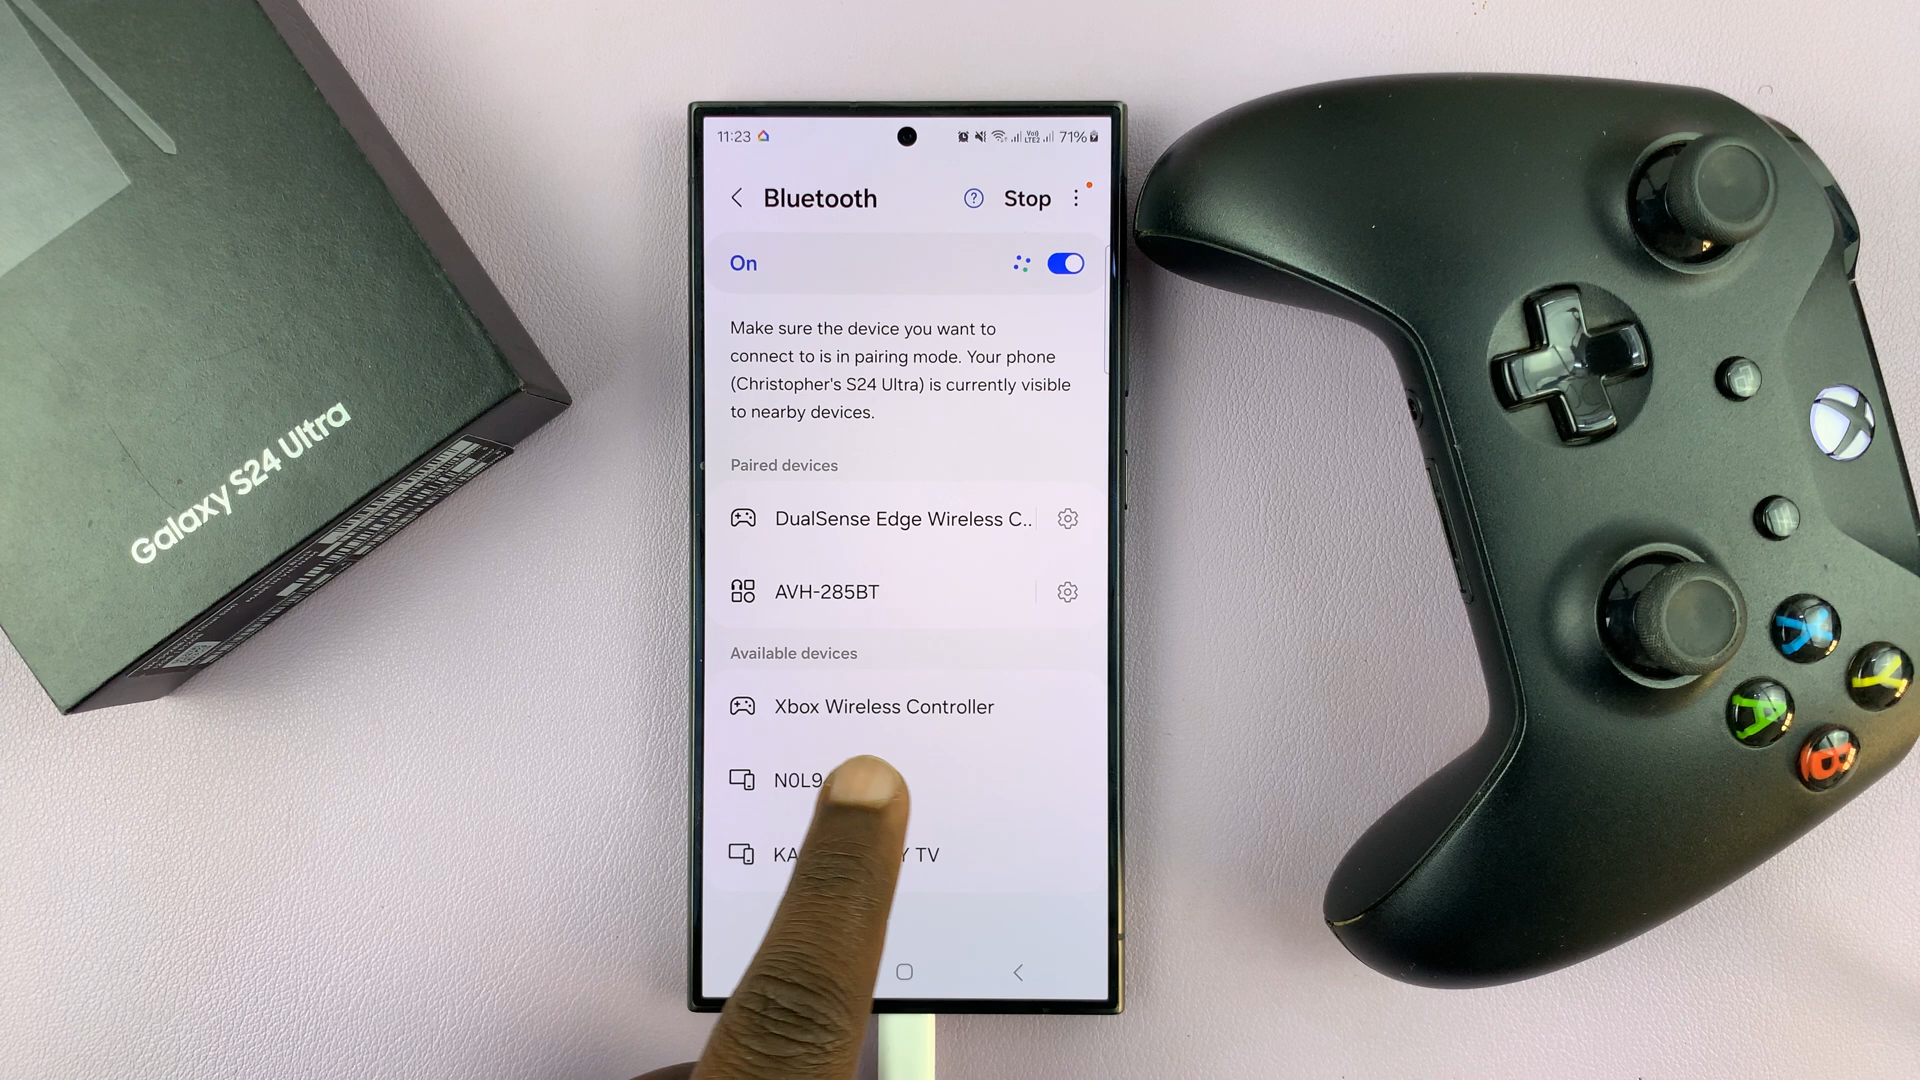 Galaxy S24 Ultra
11:23
71%
Bluetooth
? Stop
On
Make sure the device you want to
connect to is in pairing mode. Your phone
(Christopher's S24 Ultra) is currently visible
to nearby devices.
Paired devices
DualSense Edge Wireless C..
AVH-285BT
Available devices
Xbox Wireless Controller
N0L9
KA
TV
X
Y
A
B